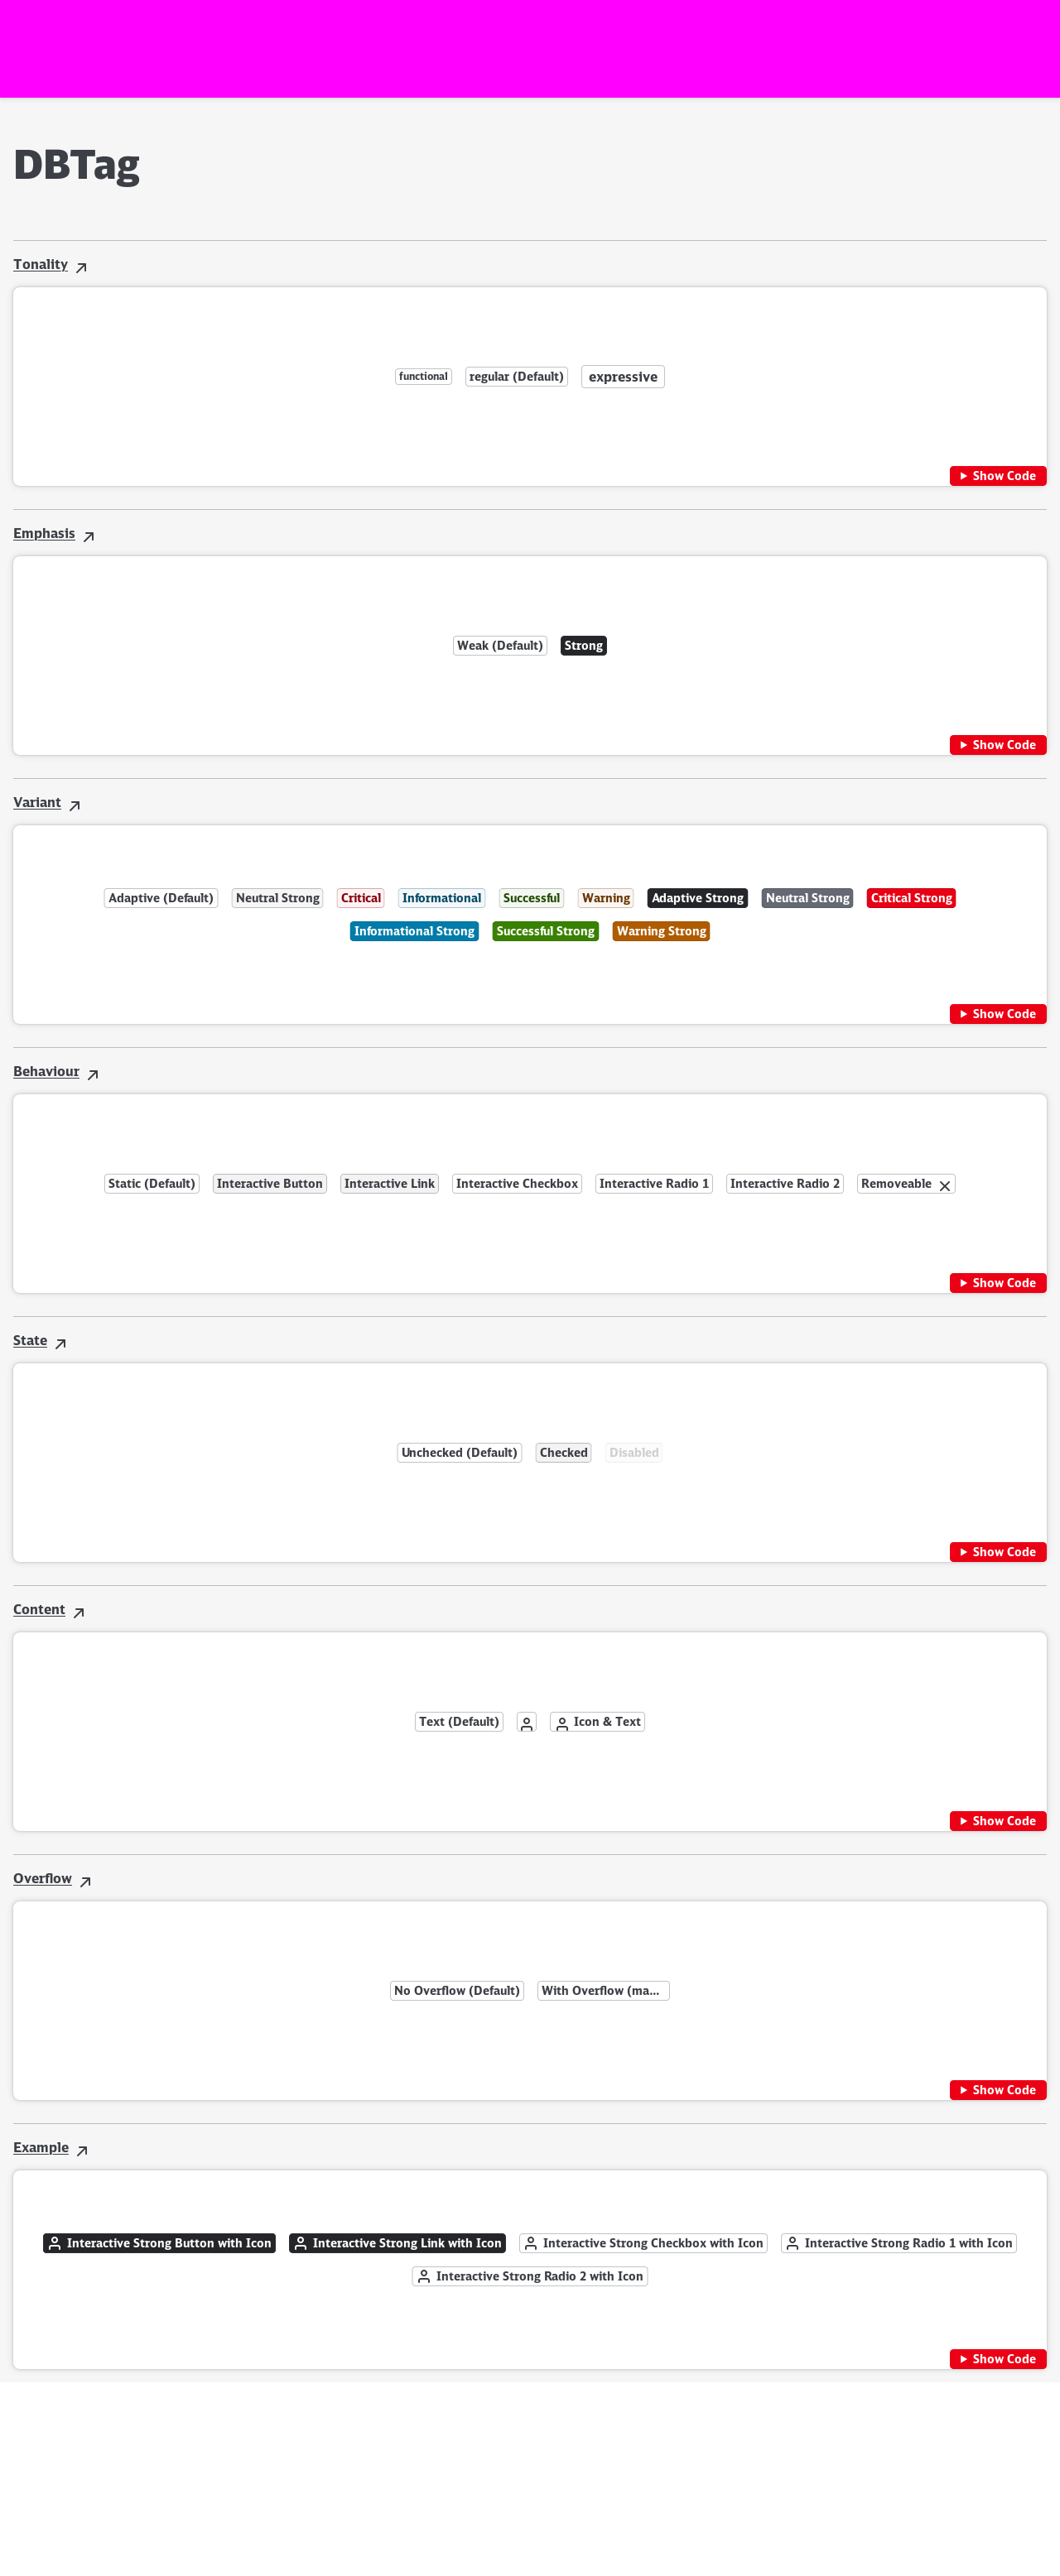 DBTag
Tonality
functional regular (Default) expressive
Show Code
Emphasis
Weak (Default) Strong
Show Code
Variant
Adaptive (Default) Neutral Strong Critical Informational Successful Warning Adaptive Strong Neutral Strong Critical Strong
Informational Strong Successful Strong Warning Strong
Show Code
Behaviour
Static (Default) Interactive Button Interactive Link Interactive Checkbox Interactive Radio 1 Interactive Radio 2 Removeable
Show Code
State
Unchecked (Default) Checked Disabled
Show Code
Content
Text (Default) Icon & Text
Show Code
Overflow
No Overflow (Default) With Overflow (ma...
Show Code
Example
Interactive Strong Button with Icon Interactive Strong Link with Icon Interactive Strong Checkbox with Icon Interactive Strong Radio 1 with Icon
Interactive Strong Radio 2 with Icon
Show Code